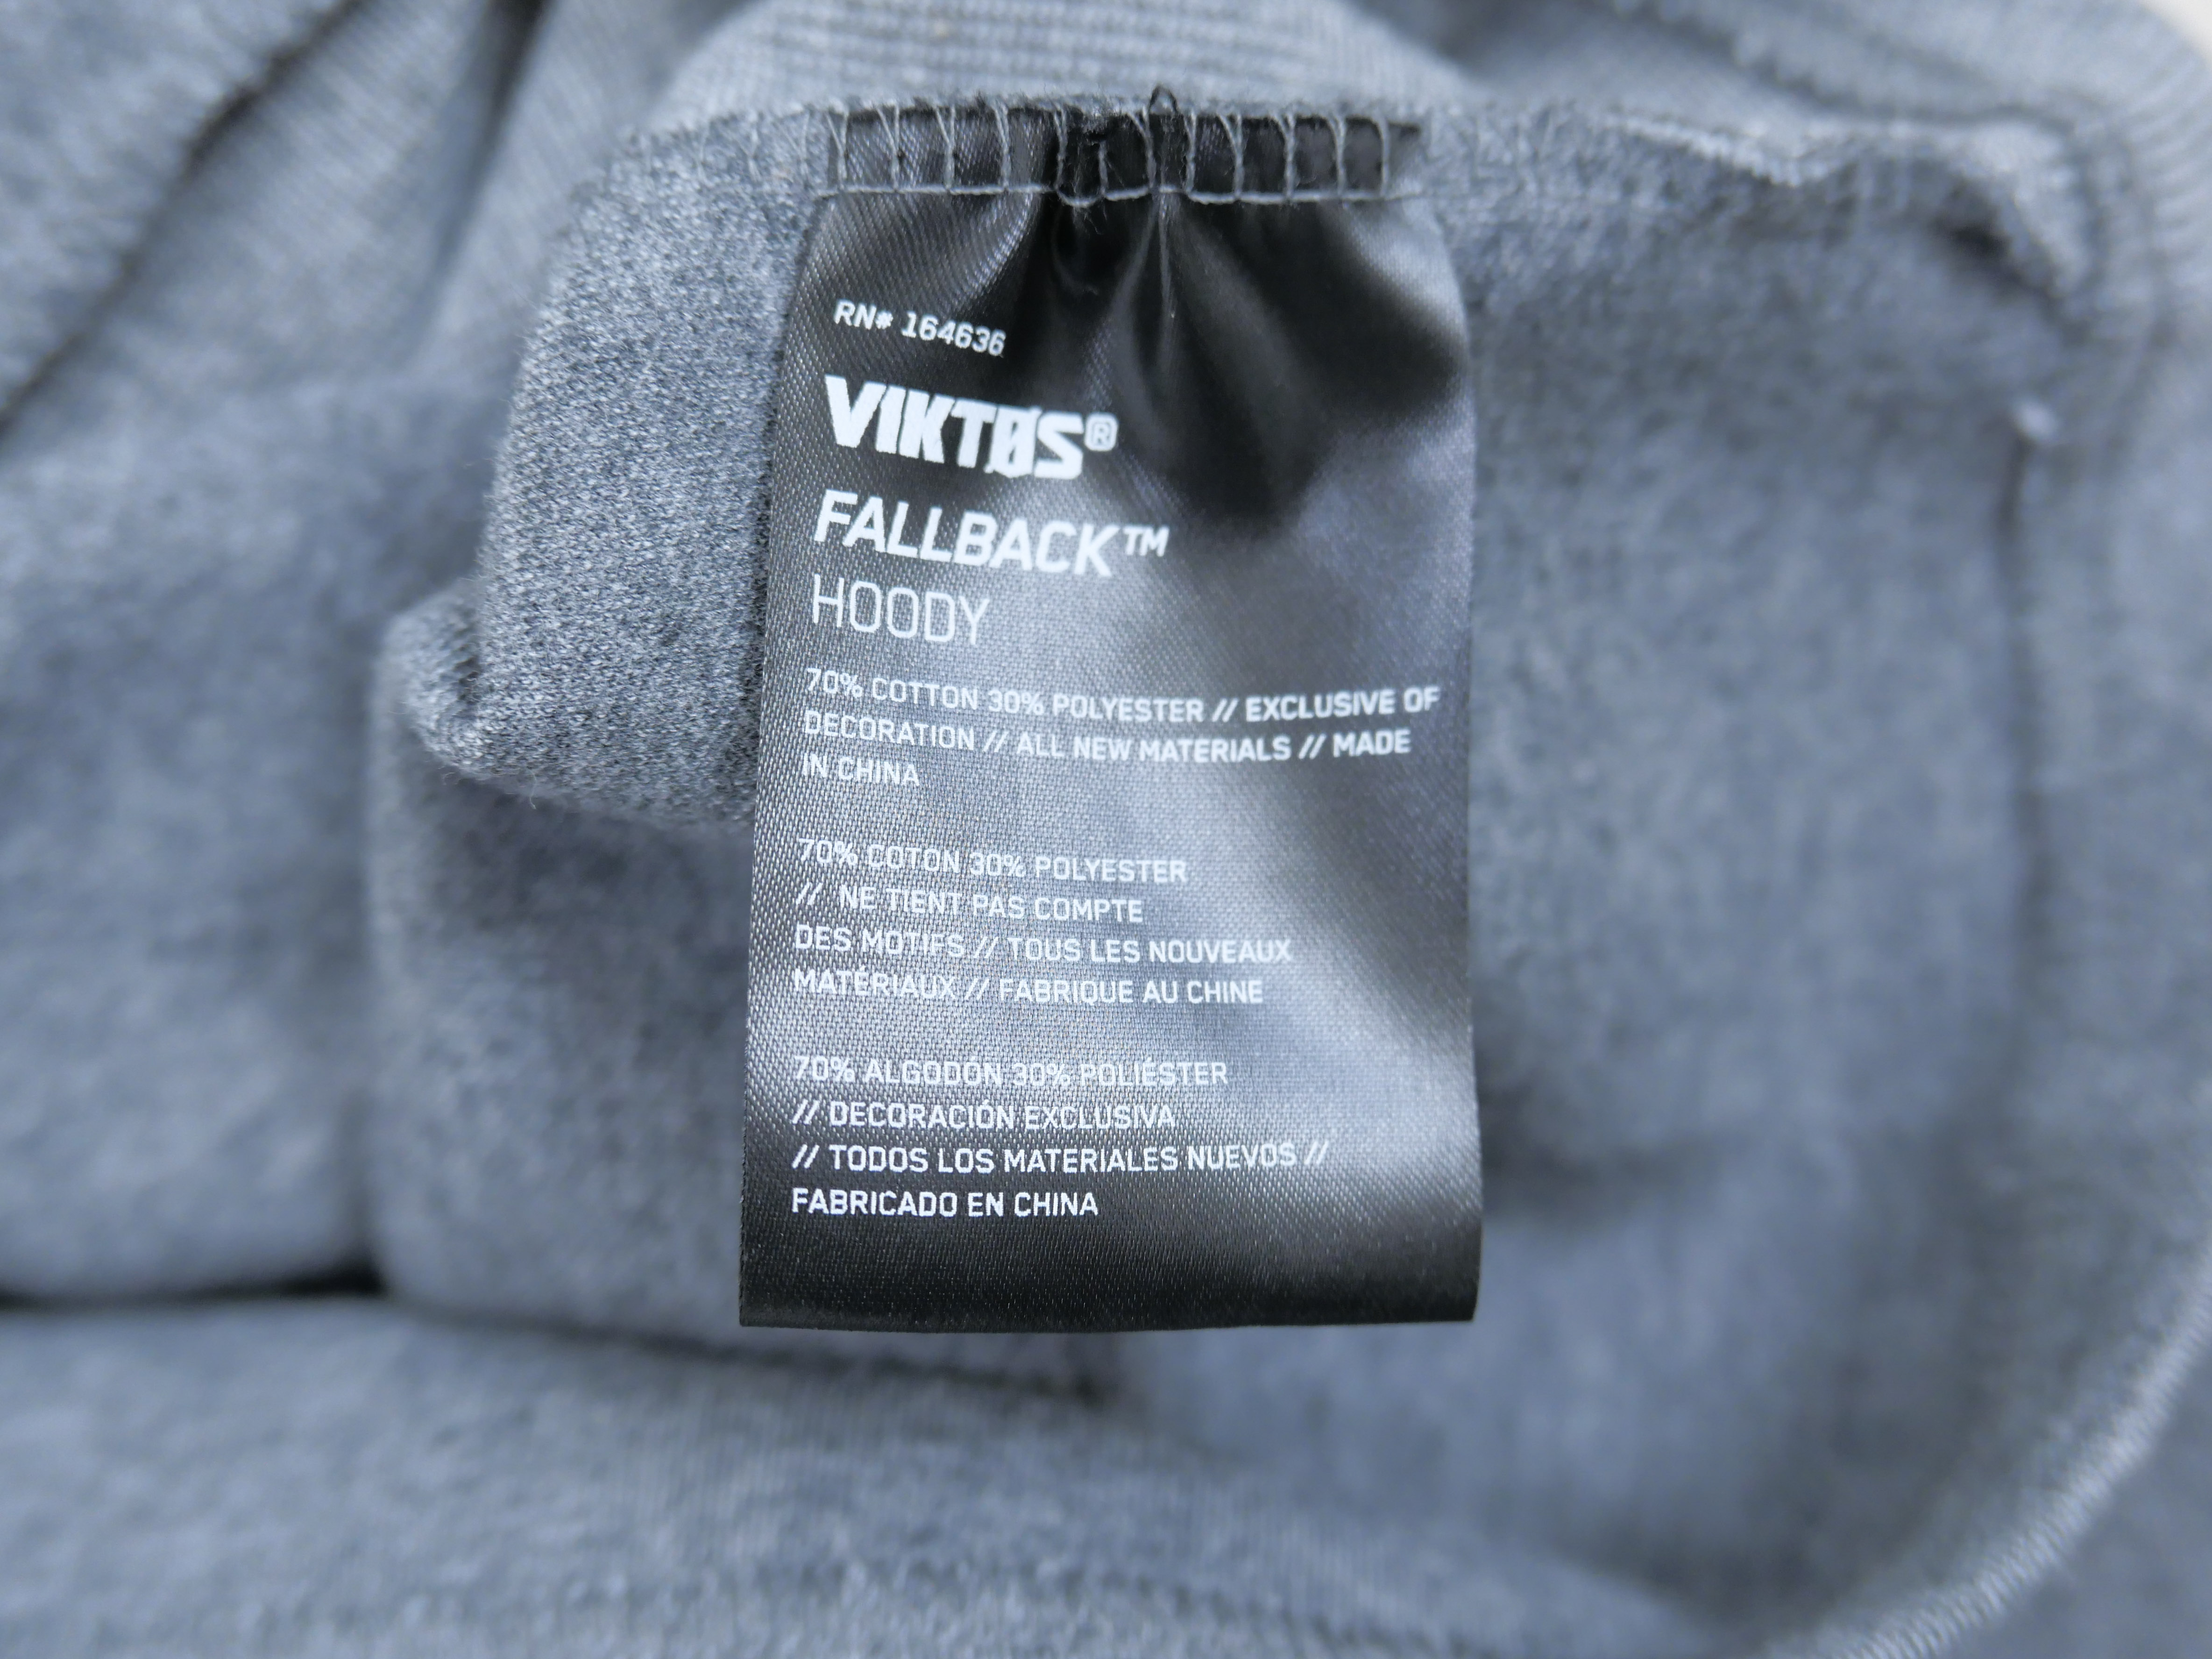 RN# 164636
VIKTØS®
FALLBACK™
HOODY
70% COTTON 30% POLYESTER // EXCLUSIVE OF
DECORATION // ALL NEW MATERIALS // MADE
IN CHINA
70% COTON 30% POLYESTER
// NE TIENT PAS COMPTE
DES MOTIFS // TOUS LES NOUVEAUX
MATÉRIAUX // FABRIQUE AU CHINE
70% ALGODÓN 30% POLIÉSTER
// DECORACIÓN EXCLUSIVA
// TODOS LOS MATERIALES NUEVOS //
FABRICADO EN CHINA